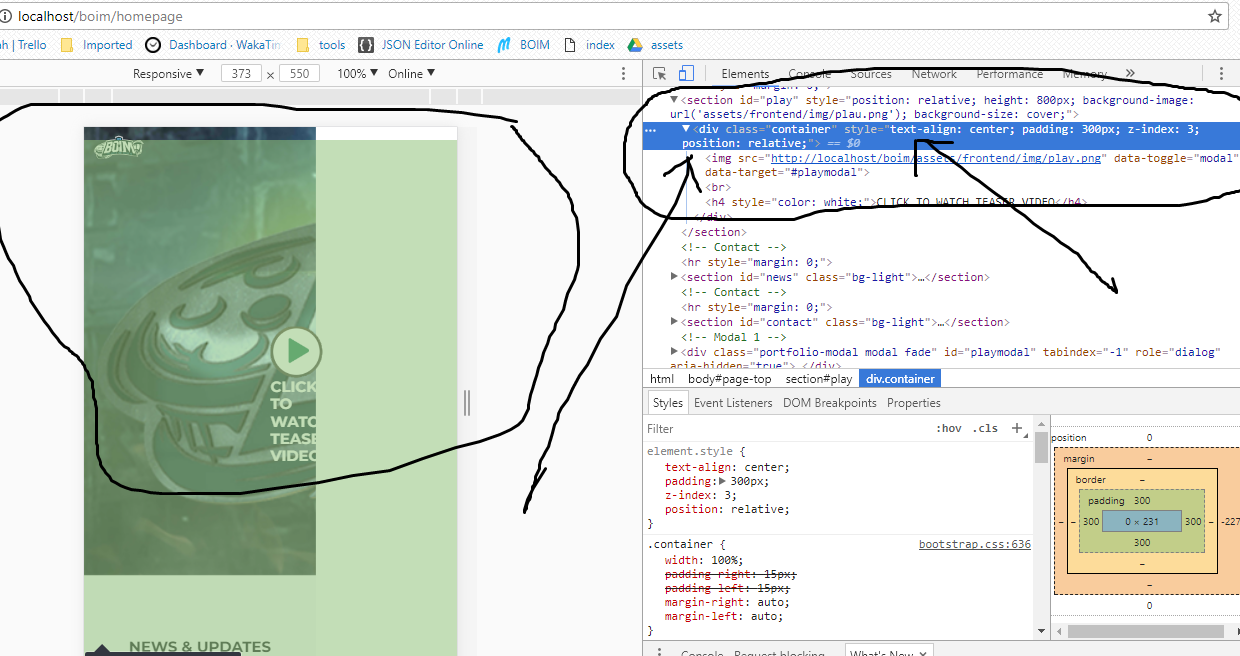 localhost/boim/homepage
ah | Trello Imported Dashboard · WakaTim tools JSON Editor Online BOIM index assets
Responsive ▼ 373 × 550 100% ▼ Online ▼
Elements Console Sources Network Performance Memory »
style="margin: 0;">
▼<section id="play" style="position: relative; height: 800px; background-image:
url('assets/frontend/img/plau.png'); background-size: cover;">
… ▼<div class="container" style="text-align: center; padding: 300px; z-index: 3;
position: relative;"> == $0
<img src="http://localhost/boim/assets/frontend/img/play.png" data-toggle="modal"
data-target="#playmodal">
<br>
<h4 style="color: white;">CLICK TO WATCH TEASER VIDEO</h4>
</div>
</section>
<!-- Contact -->
<hr style="margin: 0;">
▶<section id="news" class="bg-light">…</section>
<!-- Contact -->
<hr style="margin: 0;">
▶<section id="contact" class="bg-light">…</section>
<!-- Modal 1 -->
▶<div class="portfolio-modal modal fade" id="playmodal" tabindex="-1" role="dialog"
aria-hidden="true">…</div>
html body#page-top section#play div.container
Styles Event Listeners DOM Breakpoints Properties
Filter :hov .cls +
element.style {
text-align: center;
padding:▶ 300px;
z-index: 3;
position: relative;
}
.container { bootstrap.css:636
width: 100%;
padding-right: 15px;
padding-left: 15px;
margin-right: auto;
margin-left: auto;
}
position 0
margin –
border –
padding 300
– – 300 0 × 231 300 – -227
300
–
–
0
Console Request blocking What's New ×
BOIM
CLICK
TO
WATC
TEASE
VIDEO
NEWS & UPDATES